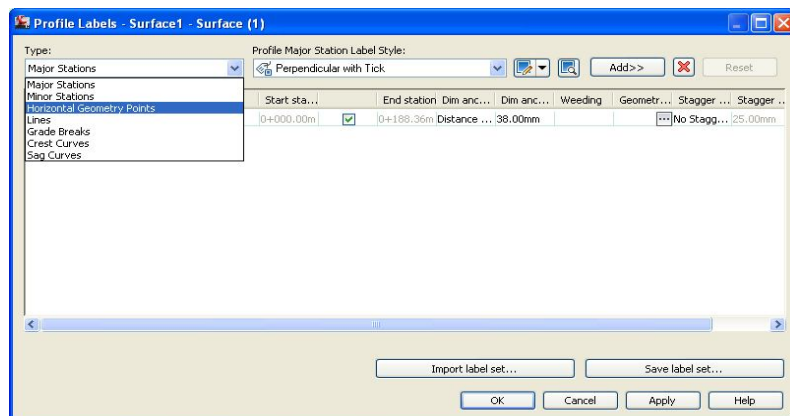 Profile Labels - Surface1 - Surface (1)
Type:
Profile Major Station Label Style:
Major Stations
Perpendicular with Tick
Add>>
Reset
Major Stations
Minor Stations
Horizontal Geometry Points
Lines
Grade Breaks
Crest Curves
Sag Curves
Start sta... End station Dim anc... Dim anc... Weeding Geometr... Stagger ... Stagger ...
0+000.00m 0+188.36m Distance ... 38.00mm ... No Stagg... 25.00mm
Import label set...
Save label set...
OK
Cancel
Apply
Help